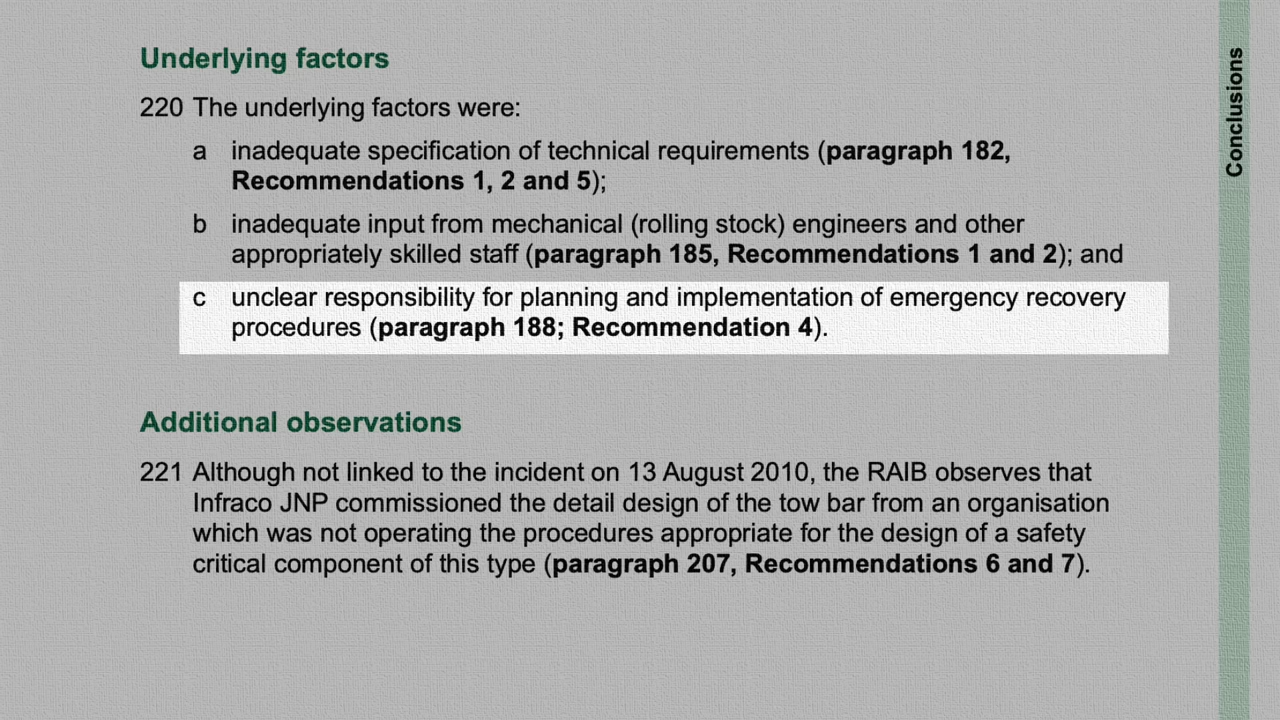 Underlying factors
220 The underlying factors were:
a inadequate specification of technical requirements (paragraph 182,
Recommendations 1, 2 and 5);
b inadequate input from mechanical (rolling stock) engineers and other
appropriately skilled staff (paragraph 185, Recommendations 1 and 2); and
c unclear responsibility for planning and implementation of emergency recovery
procedures (paragraph 188; Recommendation 4).
Additional observations
221 Although not linked to the incident on 13 August 2010, the RAIB observes that
Infraco JNP commissioned the detail design of the tow bar from an organisation
which was not operating the procedures appropriate for the design of a safety
critical component of this type (paragraph 207, Recommendations 6 and 7).
Conclusions